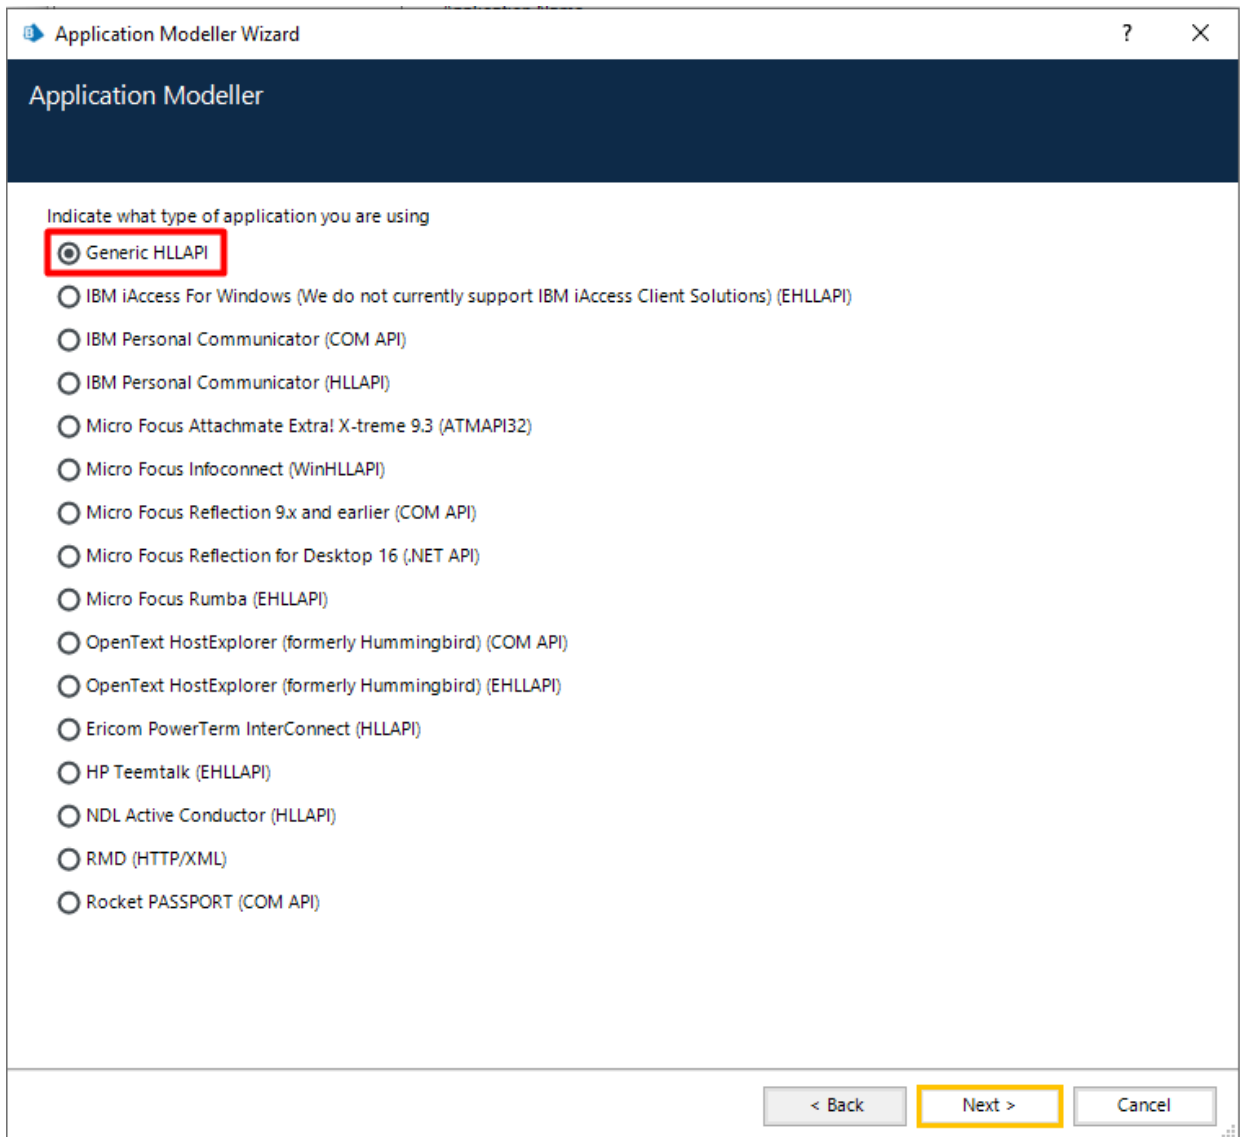 Application Modeller Wizard
?
Application Modeller
Indicate what type of application you are using
Generic HLLAPI
IBM iAccess For Windows (We do not currently support IBM iAccess Client Solutions) (EHLLAPI)
IBM Personal Communicator (COM API)
IBM Personal Communicator (HLLAPI)
Micro Focus Attachmate Extra! X-treme 9.3 (ATMAPI32)
Micro Focus Infoconnect (WinHLLAPI)
Micro Focus Reflection 9.x and earlier (COM API)
Micro Focus Reflection for Desktop 16 (.NET API)
Micro Focus Rumba (EHLLAPI)
OpenText HostExplorer (formerly Hummingbird) (COM API)
OpenText HostExplorer (formerly Hummingbird) (EHLLAPI)
Ericom PowerTerm InterConnect (HLLAPI)
HP Teemtalk (EHLLAPI)
NDL Active Conductor (HLLAPI)
RMD (HTTP/XML)
Rocket PASSPORT (COM API)
< Back
Next >
Cancel